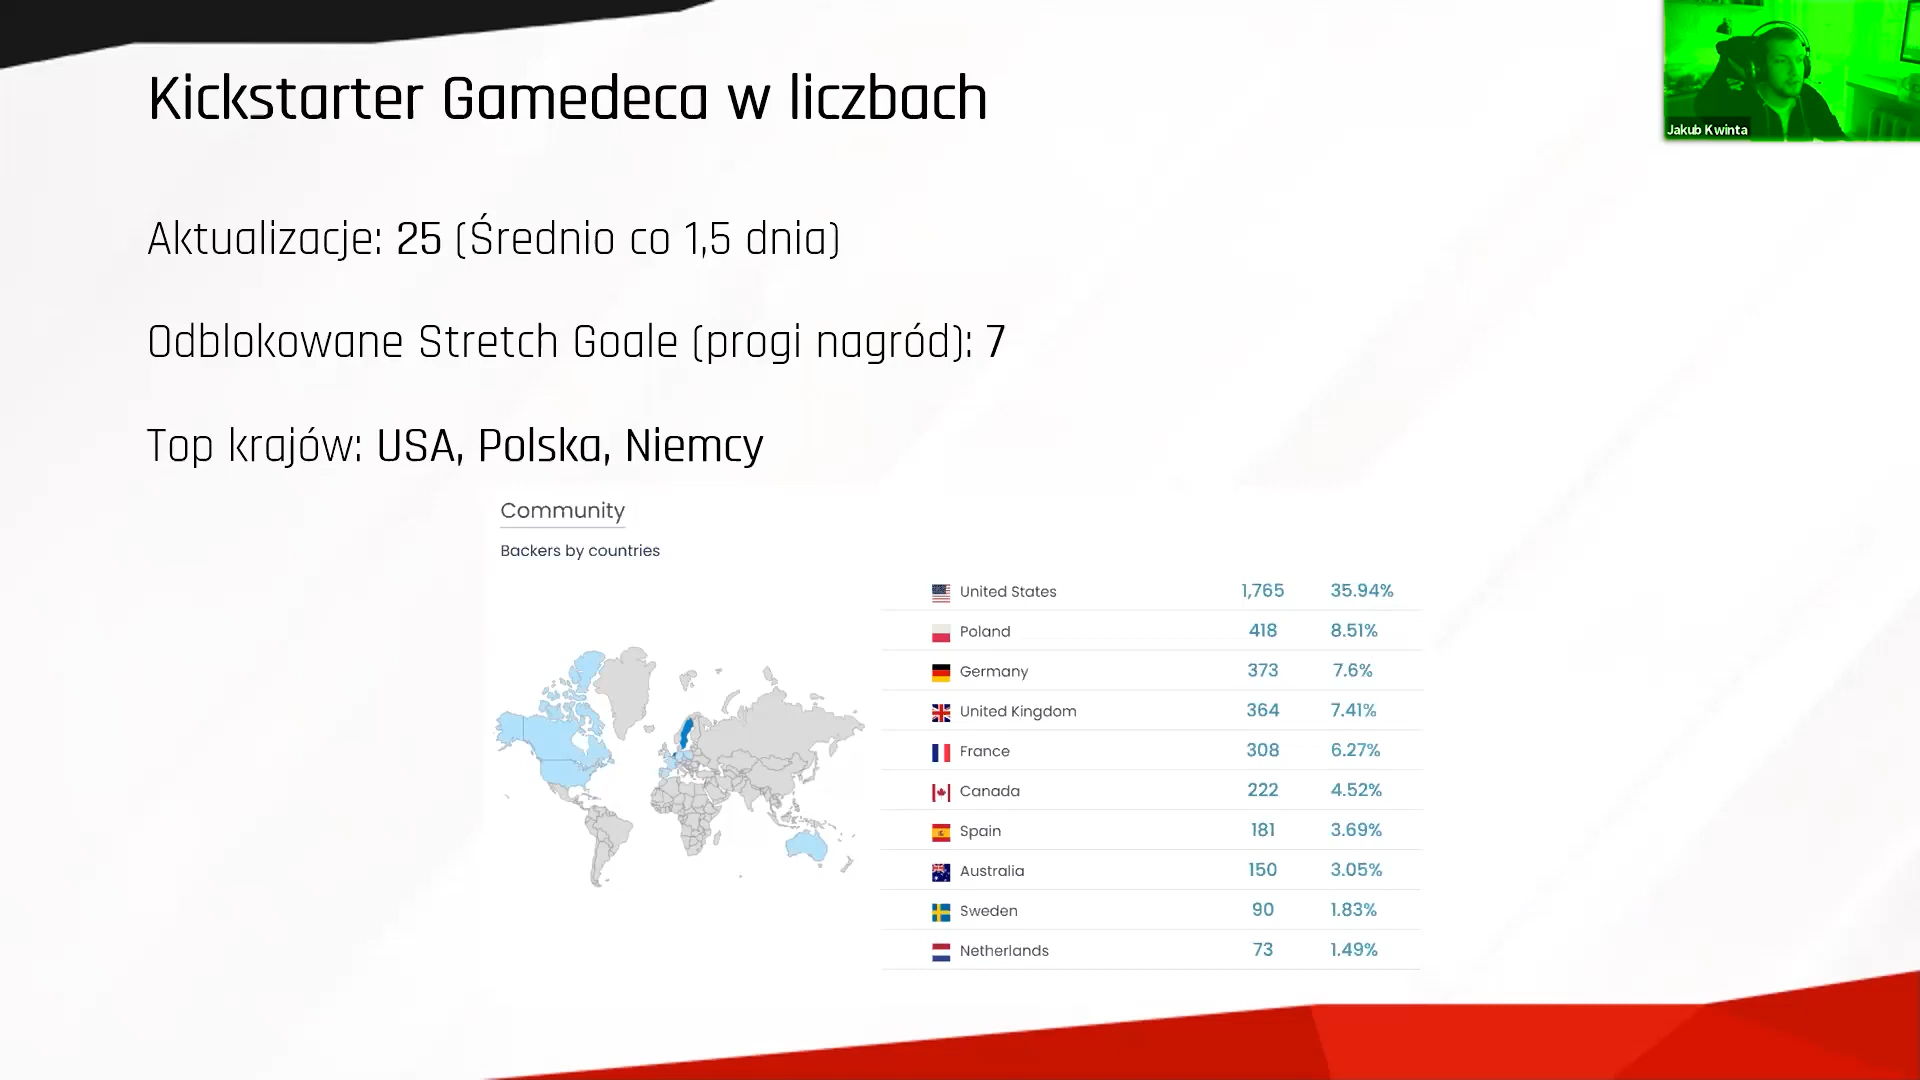 Kickstarter Gamedeca w liczbach
Jakub Kwinta
Aktualizacje: 25 (Średnio co 1,5 dnia)
Odblokowane Stretch Goale (progi nagród): 7
Top krajów: USA, Polska, Niemcy
Community
Backers by countries
United States 1,765 35.94%
Poland 418 8.51%
Germany 373 7.6%
United Kingdom 364 7.41%
France 308 6.27%
Canada 222 4.52%
Spain 181 3.69%
Australia 150 3.05%
Sweden 90 1.83%
Netherlands 73 1.49%